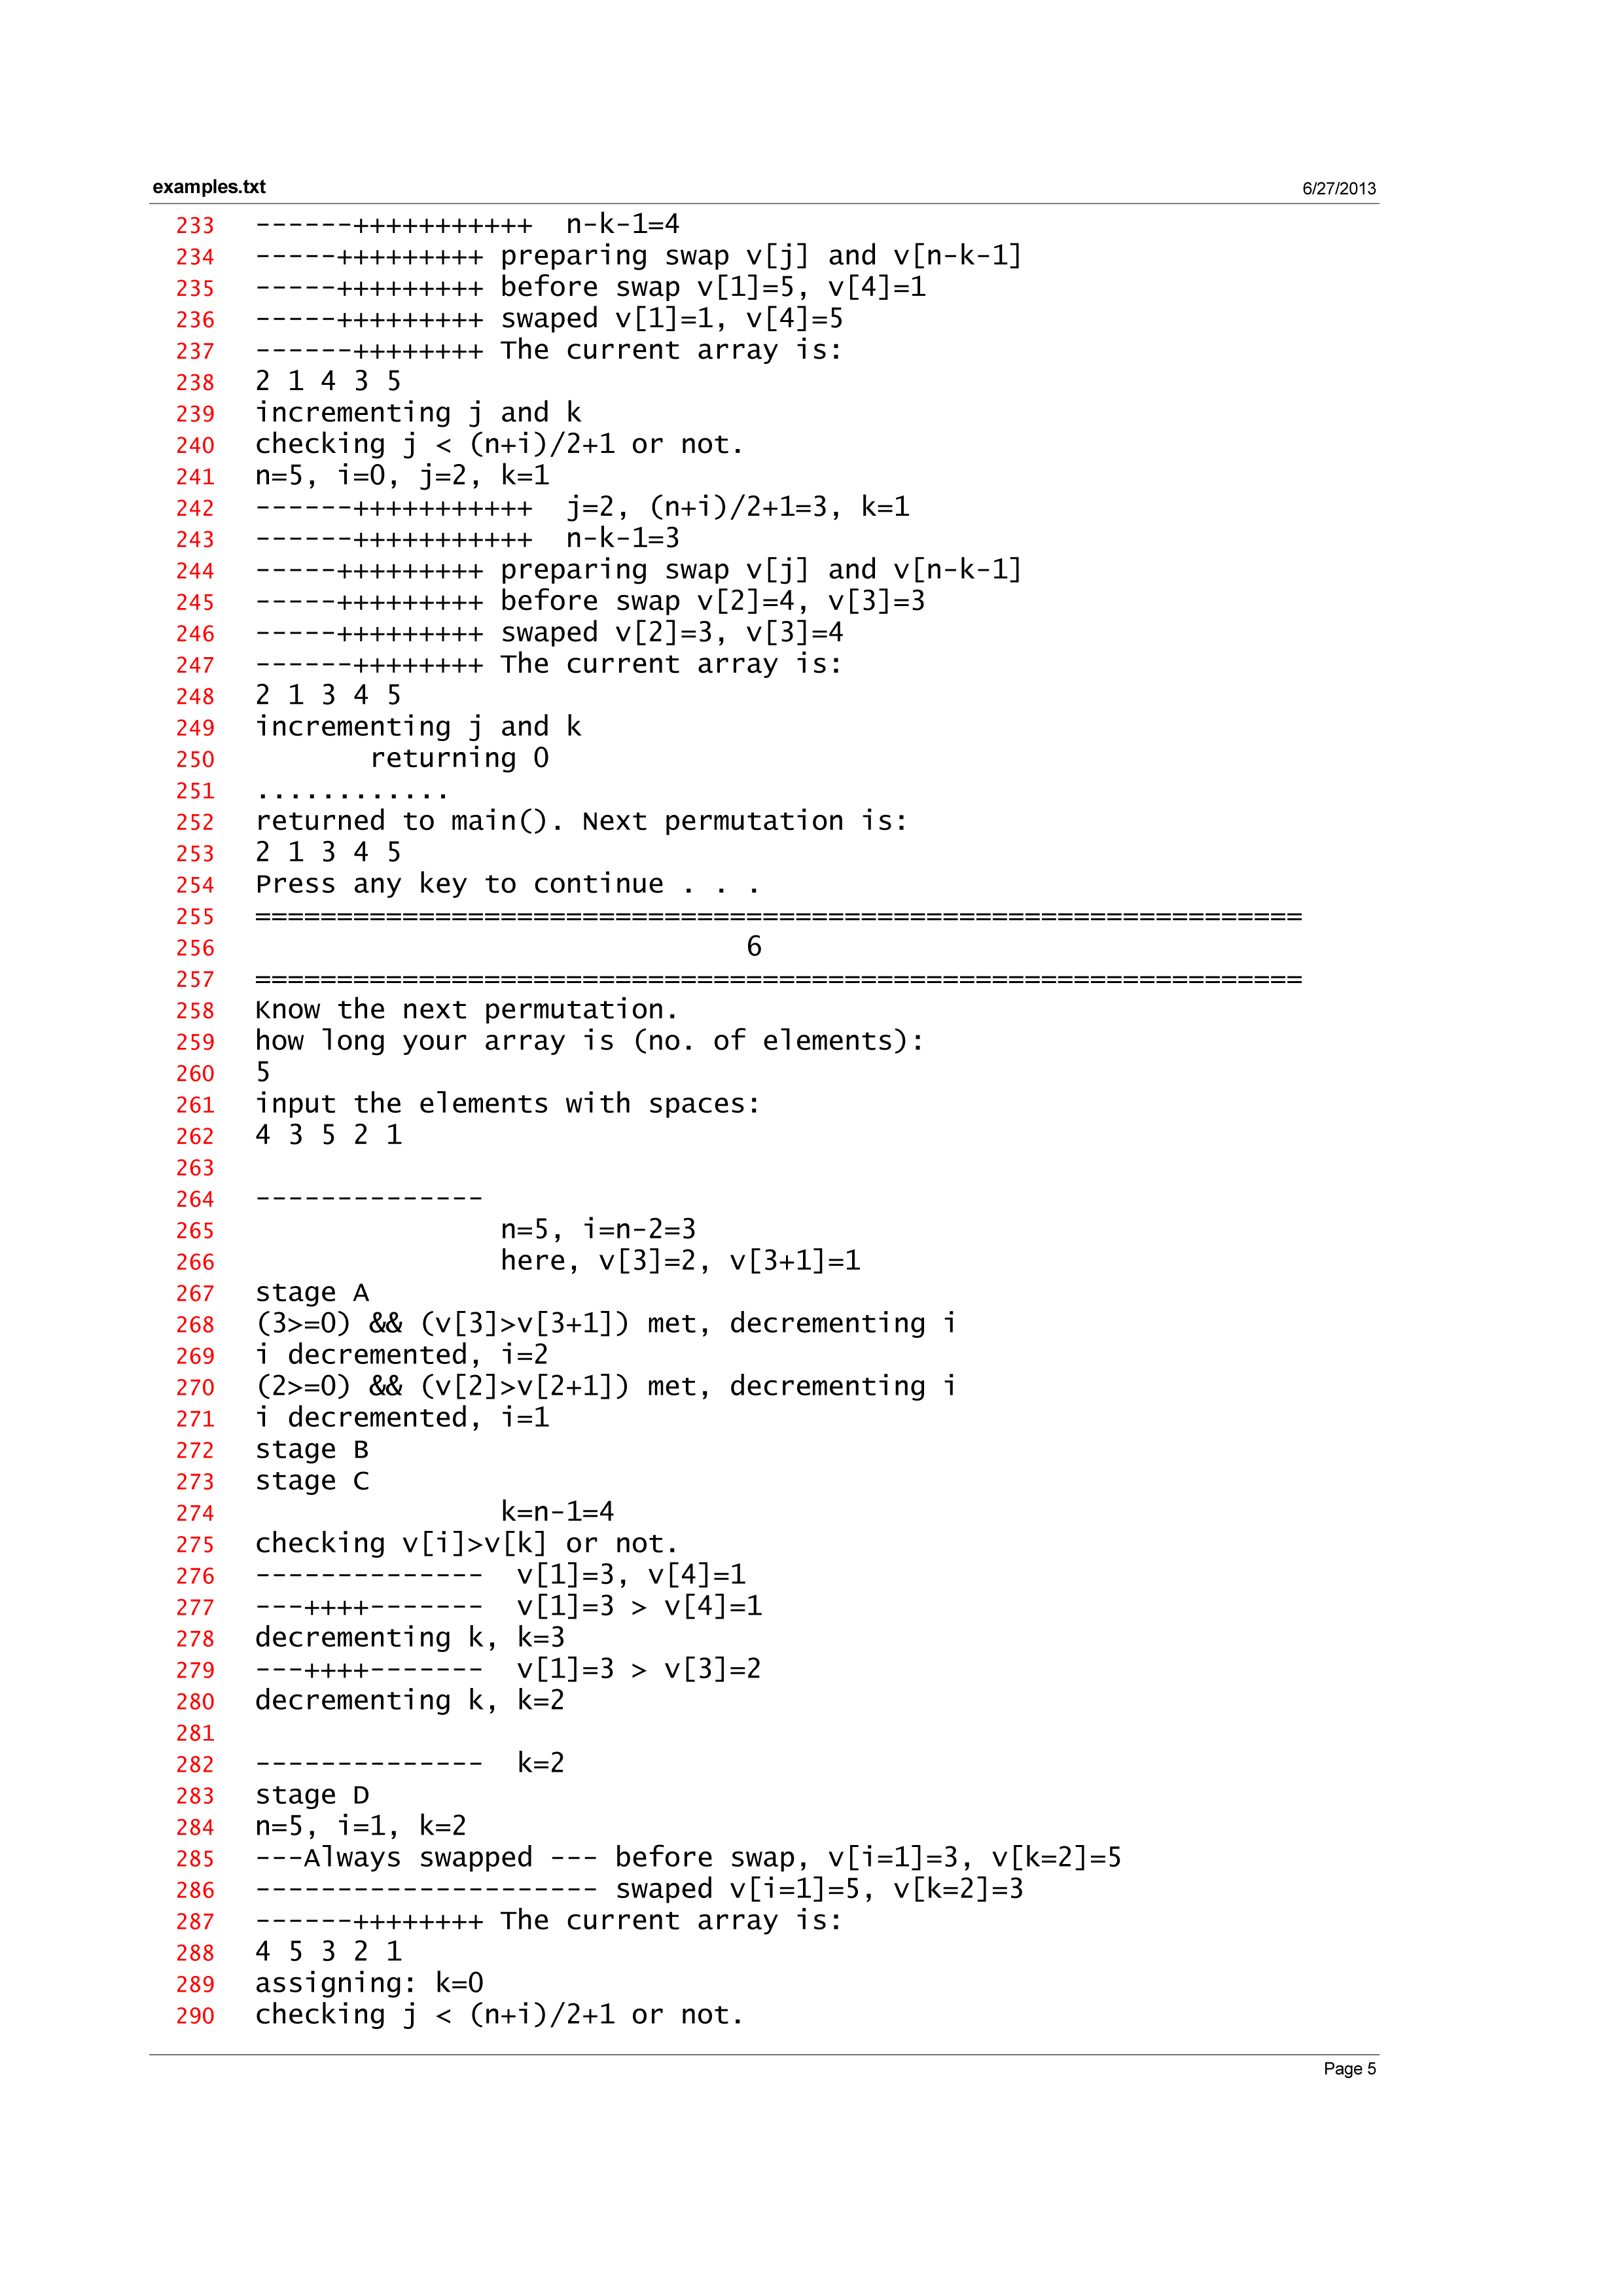 examples.txt 6/27/2013
233 ------+++++++++++  n-k-1=4
234 -----+++++++++ preparing swap v[j] and v[n-k-1]
235 -----+++++++++ before swap v[1]=5, v[4]=1
236 -----+++++++++ swaped v[1]=1, v[4]=5
237 ------++++++++ The current array is:
238 2 1 4 3 5
239 incrementing j and k
240 checking j < (n+i)/2+1 or not.
241 n=5, i=0, j=2, k=1
242 ------+++++++++++  j=2, (n+i)/2+1=3, k=1
243 ------+++++++++++  n-k-1=3
244 -----+++++++++ preparing swap v[j] and v[n-k-1]
245 -----+++++++++ before swap v[2]=4, v[3]=3
246 -----+++++++++ swaped v[2]=3, v[3]=4
247 ------++++++++ The current array is:
248 2 1 3 4 5
249 incrementing j and k
250        returning 0
251 ............
252 returned to main(). Next permutation is:
253 2 1 3 4 5
254 Press any key to continue . . .
255 ================================================================
256                               6
257 ================================================================
258 Know the next permutation.
259 how long your array is (no. of elements):
260 5
261 input the elements with spaces:
262 4 3 5 2 1
263
264 --------------
265                n=5, i=n-2=3
266                here, v[3]=2, v[3+1]=1
267 stage A
268 (3>=0) && (v[3]>v[3+1]) met, decrementing i
269 i decremented, i=2
270 (2>=0) && (v[2]>v[2+1]) met, decrementing i
271 i decremented, i=1
272 stage B
273 stage C
274                k=n-1=4
275 checking v[i]>v[k] or not.
276 --------------  v[1]=3, v[4]=1
277 ---++++-------  v[1]=3 > v[4]=1
278 decrementing k, k=3
279 ---++++-------  v[1]=3 > v[3]=2
280 decrementing k, k=2
281
282 --------------  k=2
283 stage D
284 n=5, i=1, k=2
285 ---Always swapped --- before swap, v[i=1]=3, v[k=2]=5
286 --------------------- swaped v[i=1]=5, v[k=2]=3
287 ------++++++++ The current array is:
288 4 5 3 2 1
289 assigning: k=0
290 checking j < (n+i)/2+1 or not.
Page 5